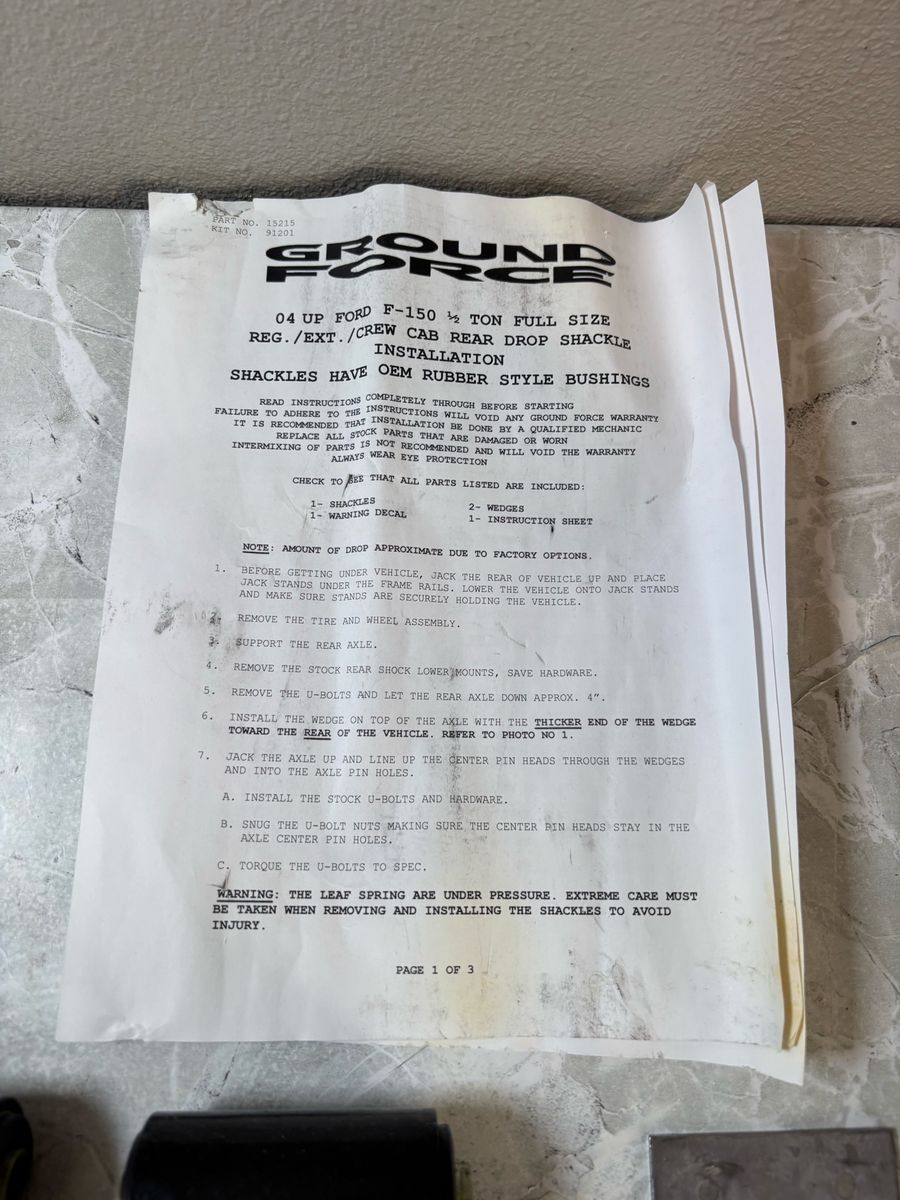 PART NO. 15215
KIT NO. 91201
GROUND
FORCE
04 UP FORD F-150 ½ TON FULL SIZE
REG./EXT./CREW CAB REAR DROP SHACKLE
INSTALLATION
SHACKLES HAVE OEM RUBBER STYLE BUSHINGS
READ INSTRUCTIONS COMPLETELY THROUGH BEFORE STARTING
FAILURE TO ADHERE TO THE INSTRUCTIONS WILL VOID ANY GROUND FORCE WARRANTY
IT IS RECOMMENDED THAT INSTALLATION BE DONE BY A QUALIFIED MECHANIC
REPLACE ALL STOCK PARTS THAT ARE DAMAGED OR WORN
INTERMIXING OF PARTS IS NOT RECOMMENDED AND WILL VOID THE WARRANTY
ALWAYS WEAR EYE PROTECTION
CHECK TO SEE THAT ALL PARTS LISTED ARE INCLUDED:
1- SHACKLES 2- WEDGES
1- WARNING DECAL 1- INSTRUCTION SHEET
NOTE: AMOUNT OF DROP APPROXIMATE DUE TO FACTORY OPTIONS.
1. BEFORE GETTING UNDER VEHICLE, JACK THE REAR OF VEHICLE UP AND PLACE
JACK STANDS UNDER THE FRAME RAILS. LOWER THE VEHICLE ONTO JACK STANDS
AND MAKE SURE STANDS ARE SECURELY HOLDING THE VEHICLE.
2. REMOVE THE TIRE AND WHEEL ASSEMBLY.
3. SUPPORT THE REAR AXLE.
4. REMOVE THE STOCK REAR SHOCK LOWER MOUNTS, SAVE HARDWARE.
5. REMOVE THE U-BOLTS AND LET THE REAR AXLE DOWN APPROX. 4”.
6. INSTALL THE WEDGE ON TOP OF THE AXLE WITH THE THICKER END OF THE WEDGE
TOWARD THE REAR OF THE VEHICLE. REFER TO PHOTO NO 1.
7. JACK THE AXLE UP AND LINE UP THE CENTER PIN HEADS THROUGH THE WEDGES
AND INTO THE AXLE PIN HOLES.
A. INSTALL THE STOCK U-BOLTS AND HARDWARE.
B. SNUG THE U-BOLT NUTS MAKING SURE THE CENTER PIN HEADS STAY IN THE
AXLE CENTER PIN HOLES.
C. TORQUE THE U-BOLTS TO SPEC.
WARNING: THE LEAF SPRING ARE UNDER PRESSURE. EXTREME CARE MUST
BE TAKEN WHEN REMOVING AND INSTALLING THE SHACKLES TO AVOID
INJURY.
PAGE 1 OF 3